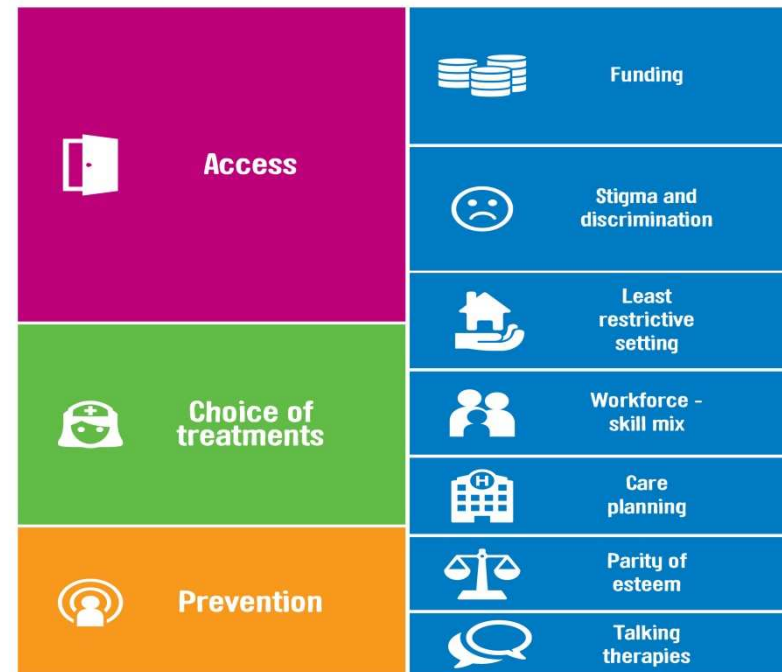 Access
Choice of
treatments
Prevention
Funding
Stigma and
discrimination
Least
restrictive
setting
Workforce -
skill mix
H
Care
planning
Parity of
esteem
Talking
therapies